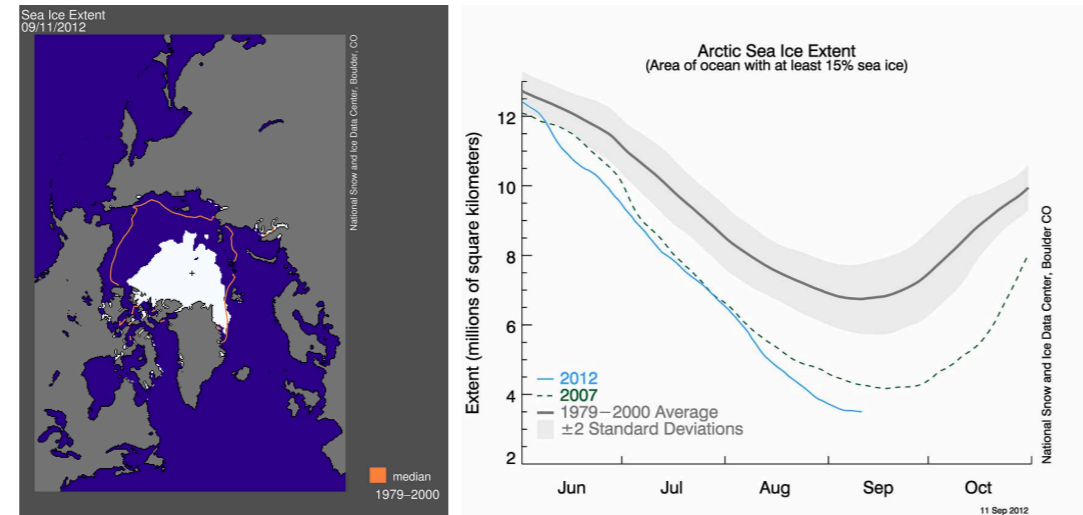 Sea Ice Extent
09/11/2012
National Snow and Ice Data Center, Boulder, CO
median
1979–2000
Arctic Sea Ice Extent
(Area of ocean with at least 15% sea ice)
Extent (millions of square kilometers)
12
10
8
6
4
2
2012
2007
1979–2000 Average
±2 Standard Deviations
Jun Jul Aug Sep Oct
National Snow and Ice Data Center, Boulder CO
11 Sep 2012